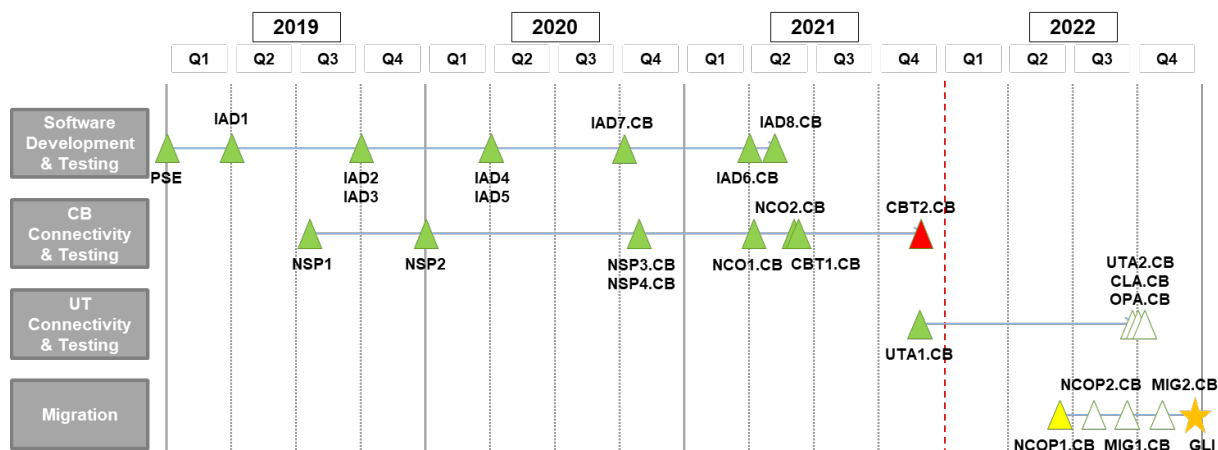 2019
2020
2021
2022
Q1
Q2
Q3
Q4
Q1
Q2
Q3
Q4
Q1
Q2
Q3
Q4
Q1
Q2
Q3
Q4
Software
Development
& Testing
IAD1
IAD7.CB
IAD8.CB
PSE
IAD2
IAD3
IAD4
IAD5
IAD6.CB
CB
Connectivity
& Testing
NCO2.CB
CBT2.CB
NSP1
NSP2
NSP3.CB
NSP4.CB
NCO1.CB
CBT1.CB
UT
Connectivity
& Testing
UTA2.CB
CLA.CB
OPA.CB
UTA1.CB
Migration
NCOP2.CB
MIG2.CB
NCOP1.CB
MIG1.CB
GLI